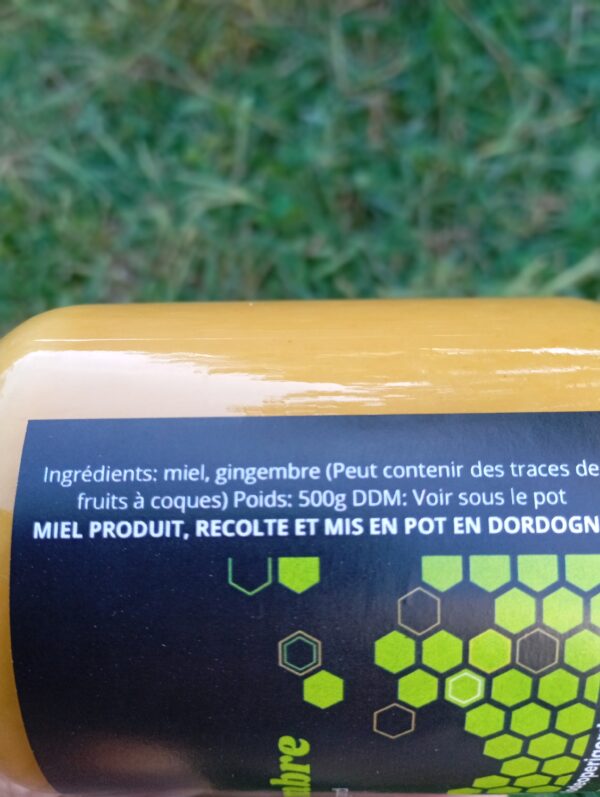 Ingrédients: miel, gingembre (Peut contenir des traces de
fruits à coques) Poids: 500g DDM: Voir sous le pot
MIEL PRODUIT, RECOLTE ET MIS EN POT EN DORDOGN
mbre